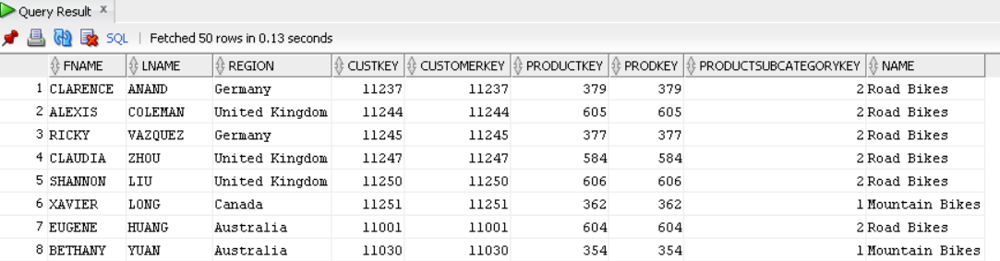 Query Result x
SQL | Fetched 50 rows in 0.13 seconds
FNAME LNAME REGION CUSTKEY CUSTOMERKEY PRODUCTKEY PRODKEY PRODUCTSUBCATEGORYKEY NAME
1 CLARENCE ANAND Germany 11237 11237 379 379 2 Road Bikes
2 ALEXIS COLEMAN United Kingdom 11244 11244 605 605 2 Road Bikes
3 RICKY VAZQUEZ Germany 11245 11245 377 377 2 Road Bikes
4 CLAUDIA ZHOU United Kingdom 11247 11247 584 584 2 Road Bikes
5 SHANNON LIU United Kingdom 11250 11250 606 606 2 Road Bikes
6 XAVIER LONG Canada 11251 11251 362 362 1 Mountain Bikes
7 EUGENE HUANG Australia 11001 11001 604 604 2 Road Bikes
8 BETHANY YUAN Australia 11030 11030 354 354 1 Mountain Bikes